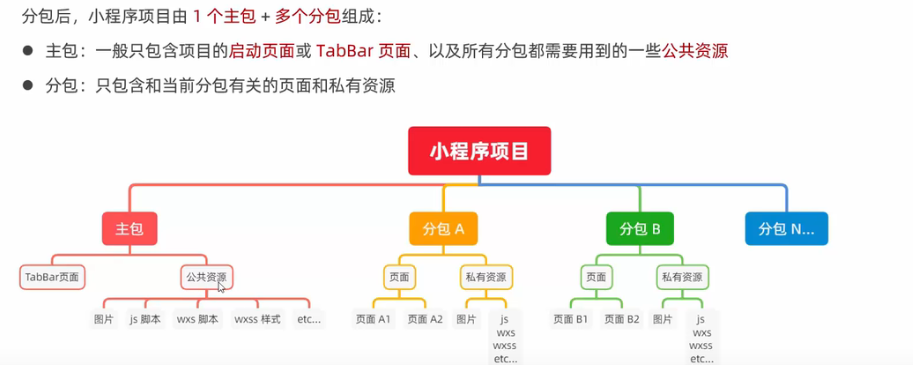 分包后，小程序项目由 1 个主包 + 多个分包组成：
● 主包：一般只包含项目的启动页面或 TabBar 页面、以及所有分包都需要用到的一些公共资源
● 分包：只包含和当前分包有关的页面和私有资源
小程序项目
主包
分包 A
分包 B
分包 N...
TabBar页面
公共资源
页面
私有资源
页面
私有资源
图片
js 脚本
wxs 脚本
wxss 样式
etc...
页面 A1
页面 A2
图片
js
wxs
wxss
etc...
页面 B1
页面 B2
图片
js
wxs
wxss
etc...